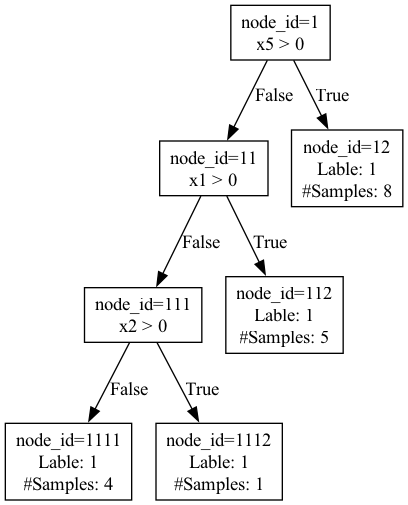 node_id=1
x5 > 0
False
True
node_id=11
x1 > 0
node_id=12
Lable: 1
#Samples: 8
False
True
node_id=111
x2 > 0
node_id=112
Lable: 1
#Samples: 5
False
True
node_id=1111
Lable: 1
#Samples: 4
node_id=1112
Lable: 1
#Samples: 1